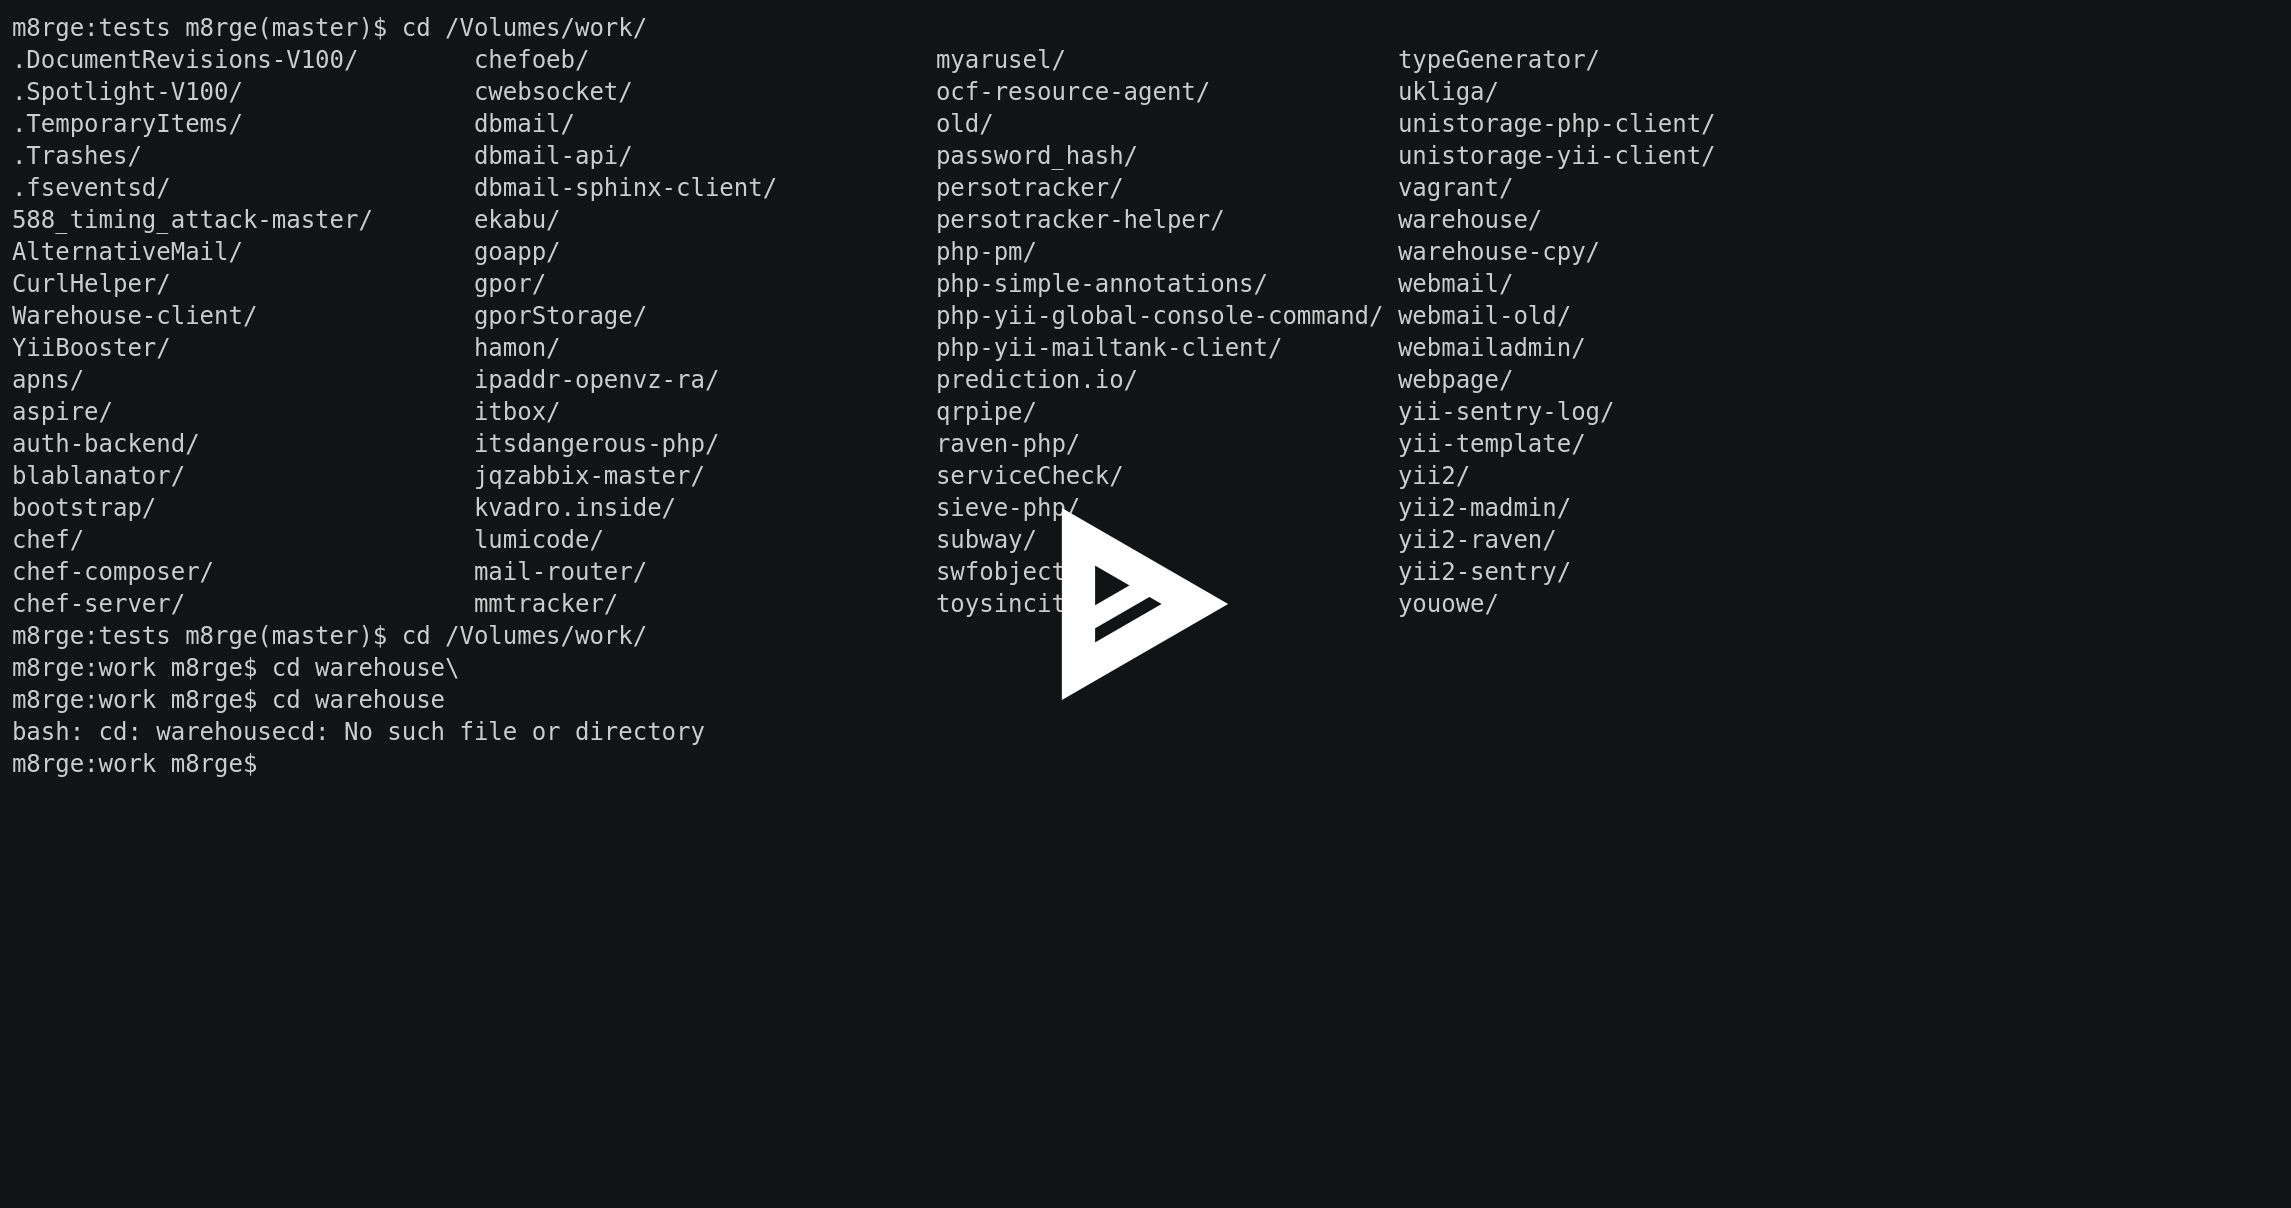 m8rge:tests m8rge(master)$ cd /Volumes/work/
.DocumentRevisions-V100/        chefoeb/                        myarusel/                       typeGenerator/
.Spotlight-V100/                cwebsocket/                     ocf-resource-agent/             ukliga/
.TemporaryItems/                dbmail/                         old/                            unistorage-php-client/
.Trashes/                       dbmail-api/                     password_hash/                  unistorage-yii-client/
.fseventsd/                     dbmail-sphinx-client/           persotracker/                   vagrant/
588_timing_attack-master/       ekabu/                          persotracker-helper/            warehouse/
AlternativeMail/                goapp/                          php-pm/                         warehouse-cpy/
CurlHelper/                     gpor/                           php-simple-annotations/         webmail/
Warehouse-client/               gporStorage/                    php-yii-global-console-command/ webmail-old/
YiiBooster/                     hamon/                          php-yii-mailtank-client/        webmailadmin/
apns/                           ipaddr-openvz-ra/               prediction.io/                  webpage/
aspire/                         itbox/                          qrpipe/                         yii-sentry-log/
auth-backend/                   itsdangerous-php/               raven-php/                      yii-template/
blablanator/                    jqzabbix-master/                serviceCheck/                   yii2/
bootstrap/                      kvadro.inside/                  sieve-php/                      yii2-madmin/
chef/                           lumicode/                       subway/                         yii2-raven/
chef-composer/                  mail-router/                    swfobject                       yii2-sentry/
chef-server/                    mmtracker/                      toysincit                       youowe/
m8rge:tests m8rge(master)$ cd /Volumes/work/
m8rge:work m8rge$ cd warehouse\
m8rge:work m8rge$ cd warehouse
bash: cd: warehousecd: No such file or directory
m8rge:work m8rge$